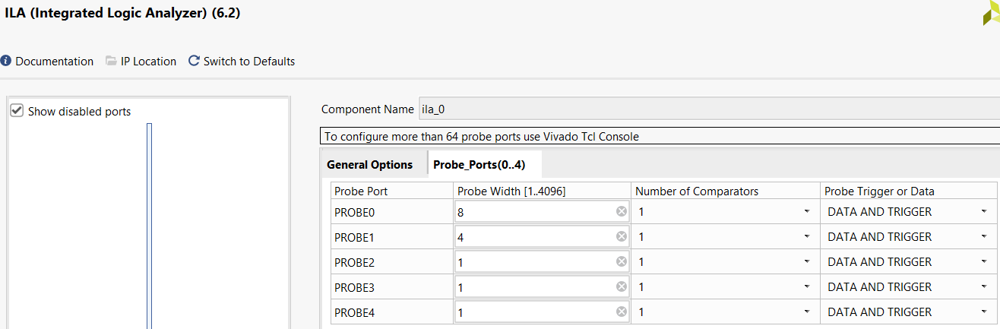 ILA (Integrated Logic Analyzer) (6.2)
Documentation IP Location Switch to Defaults
Show disabled ports
Component Name ila_0
To configure more than 64 probe ports use Vivado Tcl Console
General Options Probe_Ports(0..4)
Probe Port Probe Width [1..4096] Number of Comparators Probe Trigger or Data
PROBE0 8 1 DATA AND TRIGGER
PROBE1 4 1 DATA AND TRIGGER
PROBE2 1 1 DATA AND TRIGGER
PROBE3 1 1 DATA AND TRIGGER
PROBE4 1 1 DATA AND TRIGGER